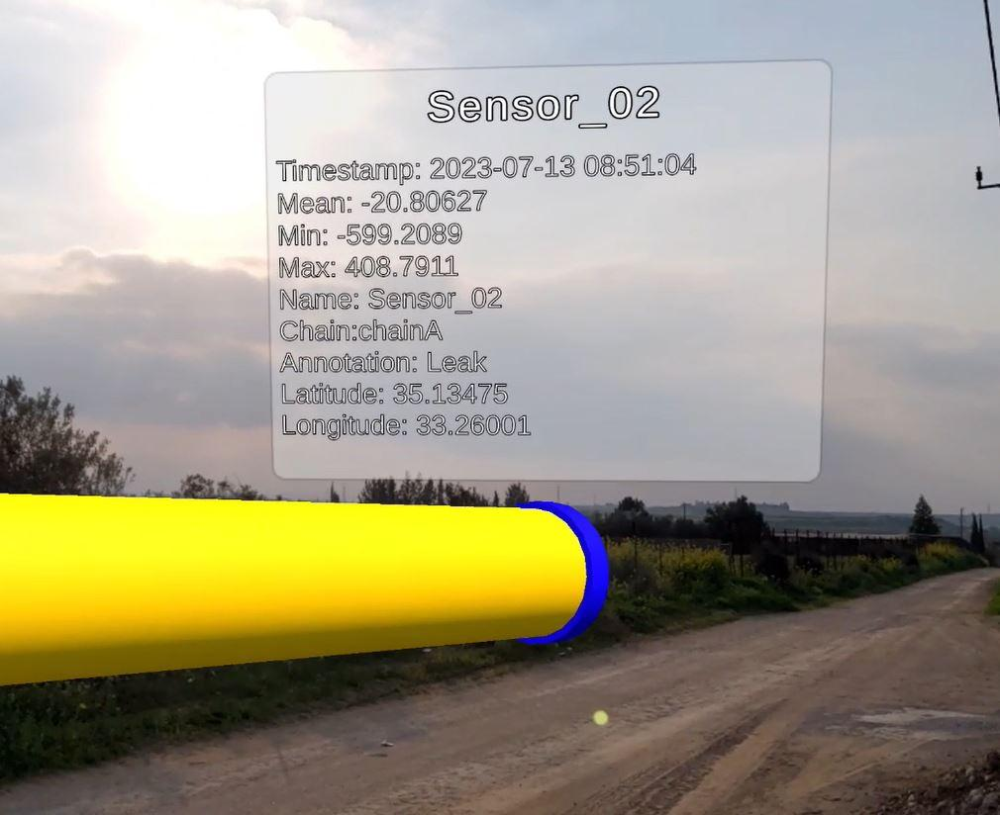 Sensor_02
Timestamp: 2023-07-13 08:51:04
Mean: -20.80627
Min: -599.2089
Max: 408.7911
Name: Sensor_02
Chain:chainA
Annotation: Leak
Latitude: 35.13475
Longitude: 33.26001